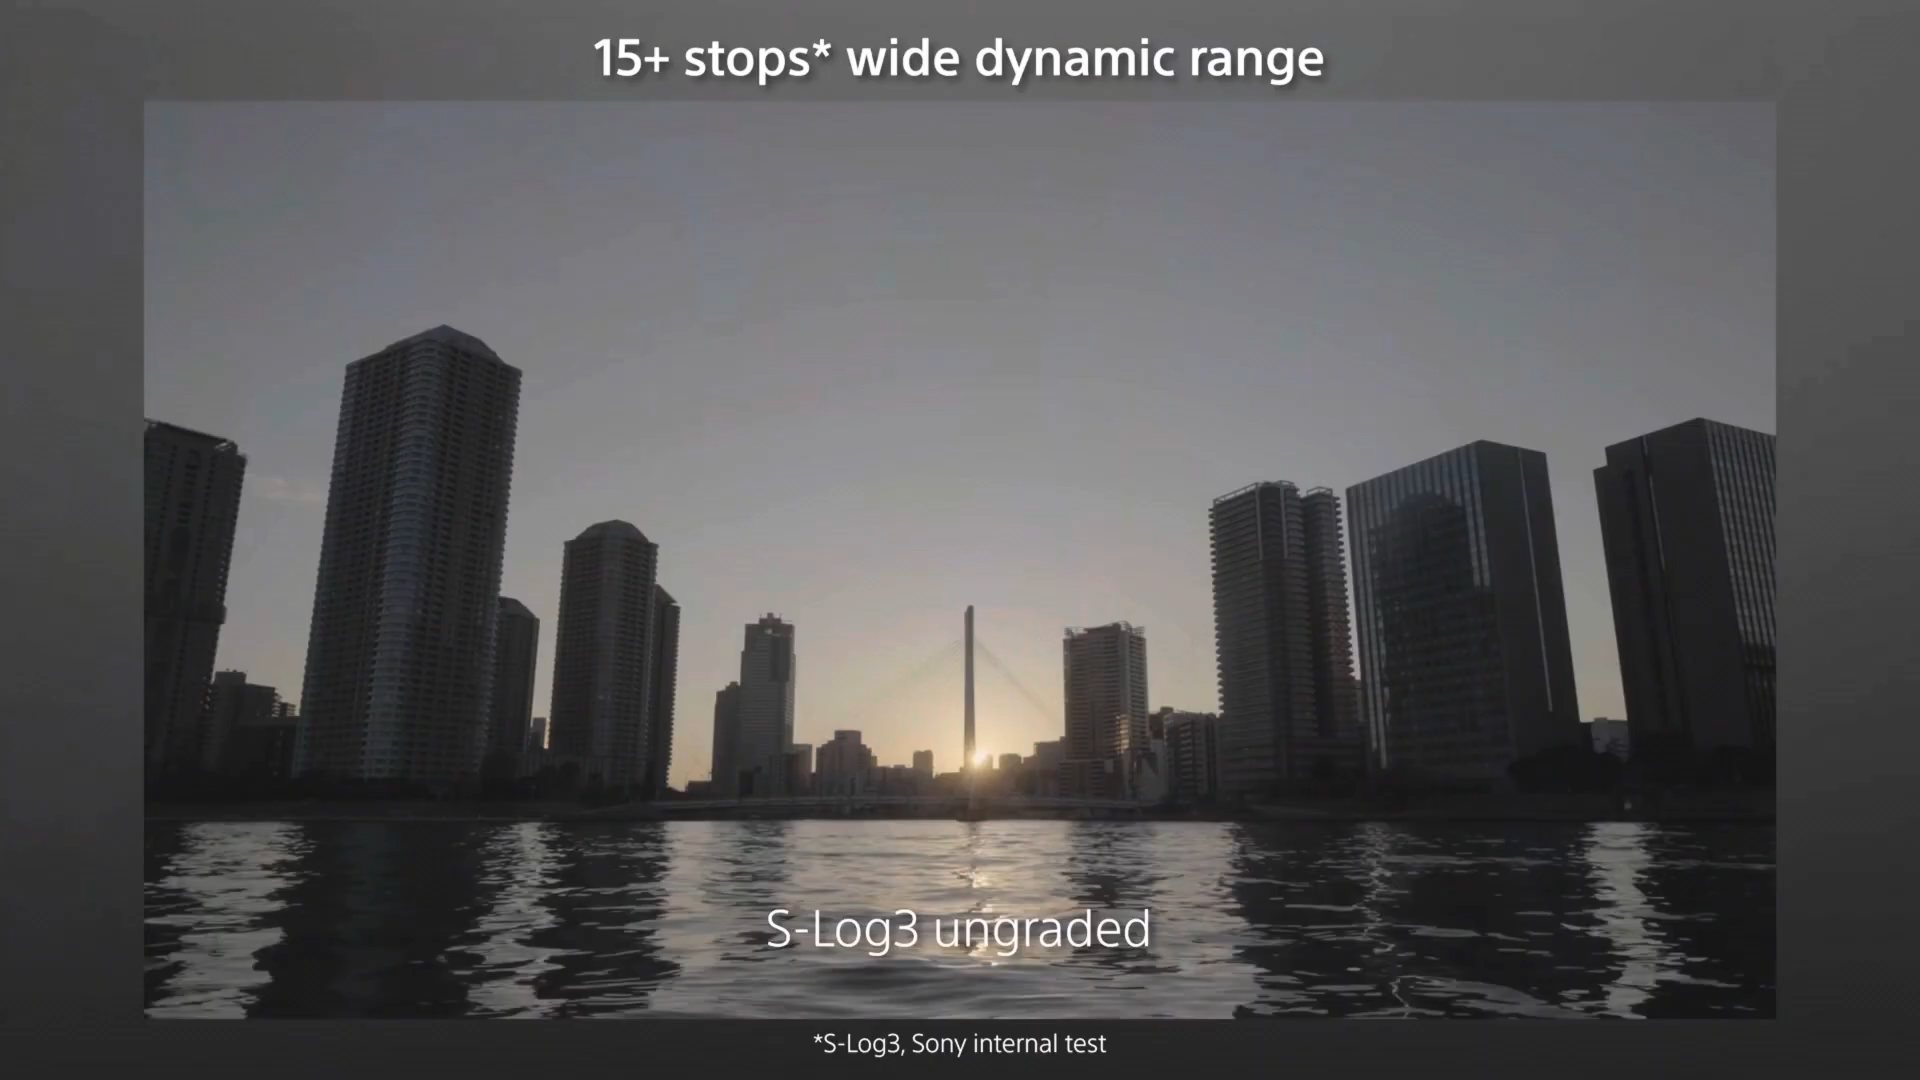 15+ stops* wide dynamic range
S-Log3 ungraded
*S-Log3, Sony internal test